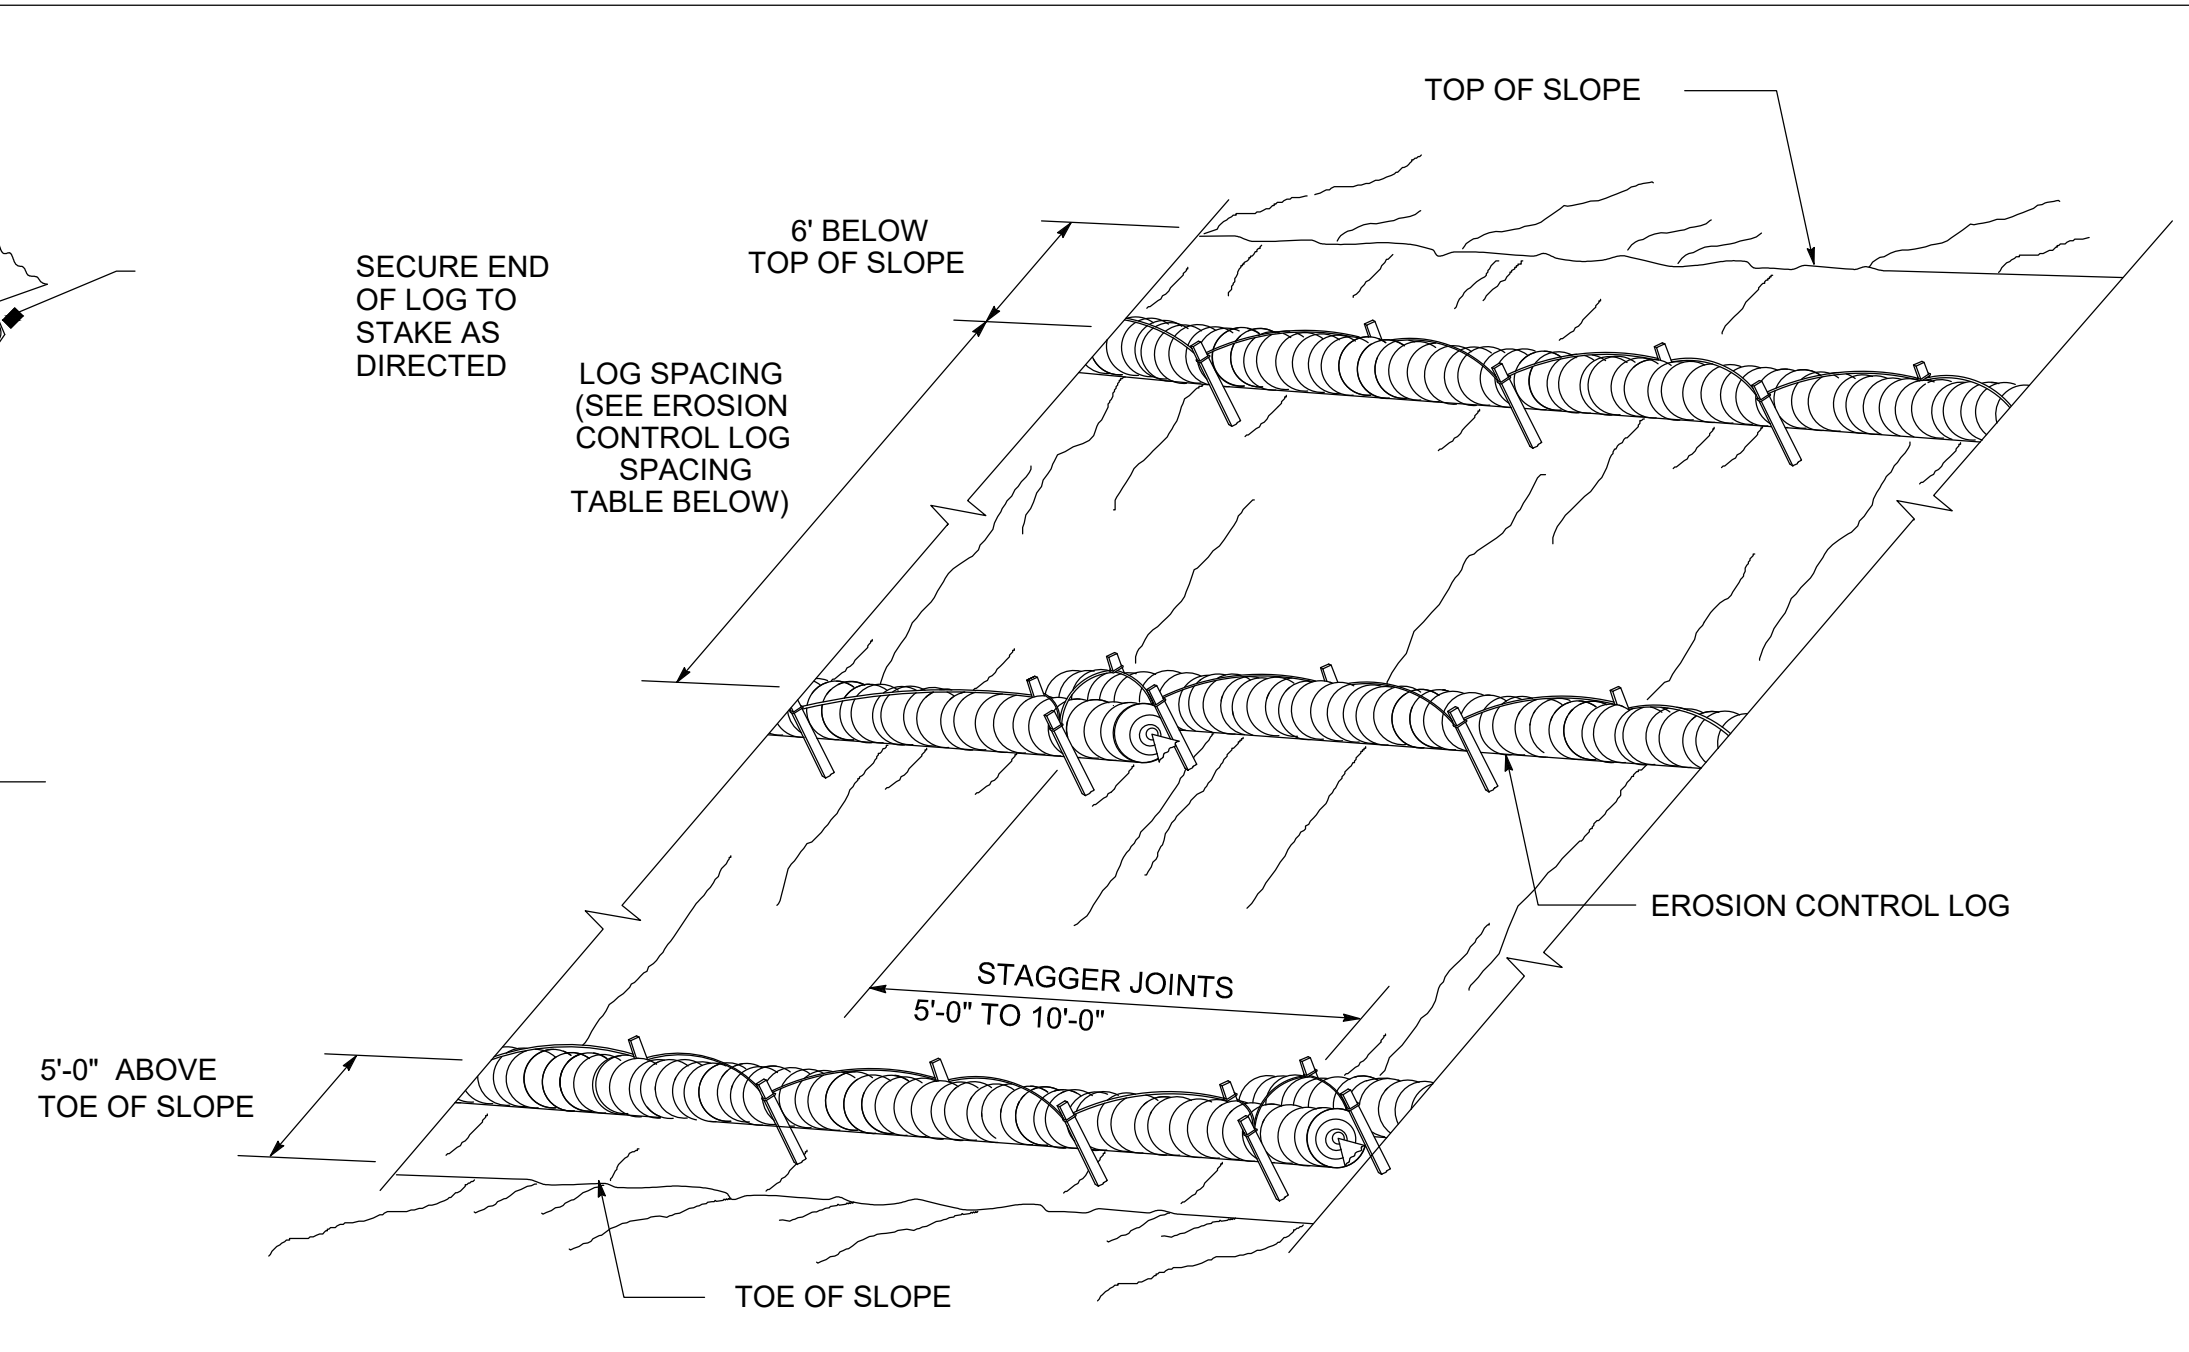 TOP OF SLOPE
6' BELOW
TOP OF SLOPE
SECURE END
OF LOG TO
STAKE AS
DIRECTED
LOG SPACING
(SEE EROSION
CONTROL LOG
SPACING
TABLE BELOW)
EROSION CONTROL LOG
STAGGER JOINTS
5'-0" TO 10'-0"
5'-0" ABOVE
TOE OF SLOPE
TOE OF SLOPE